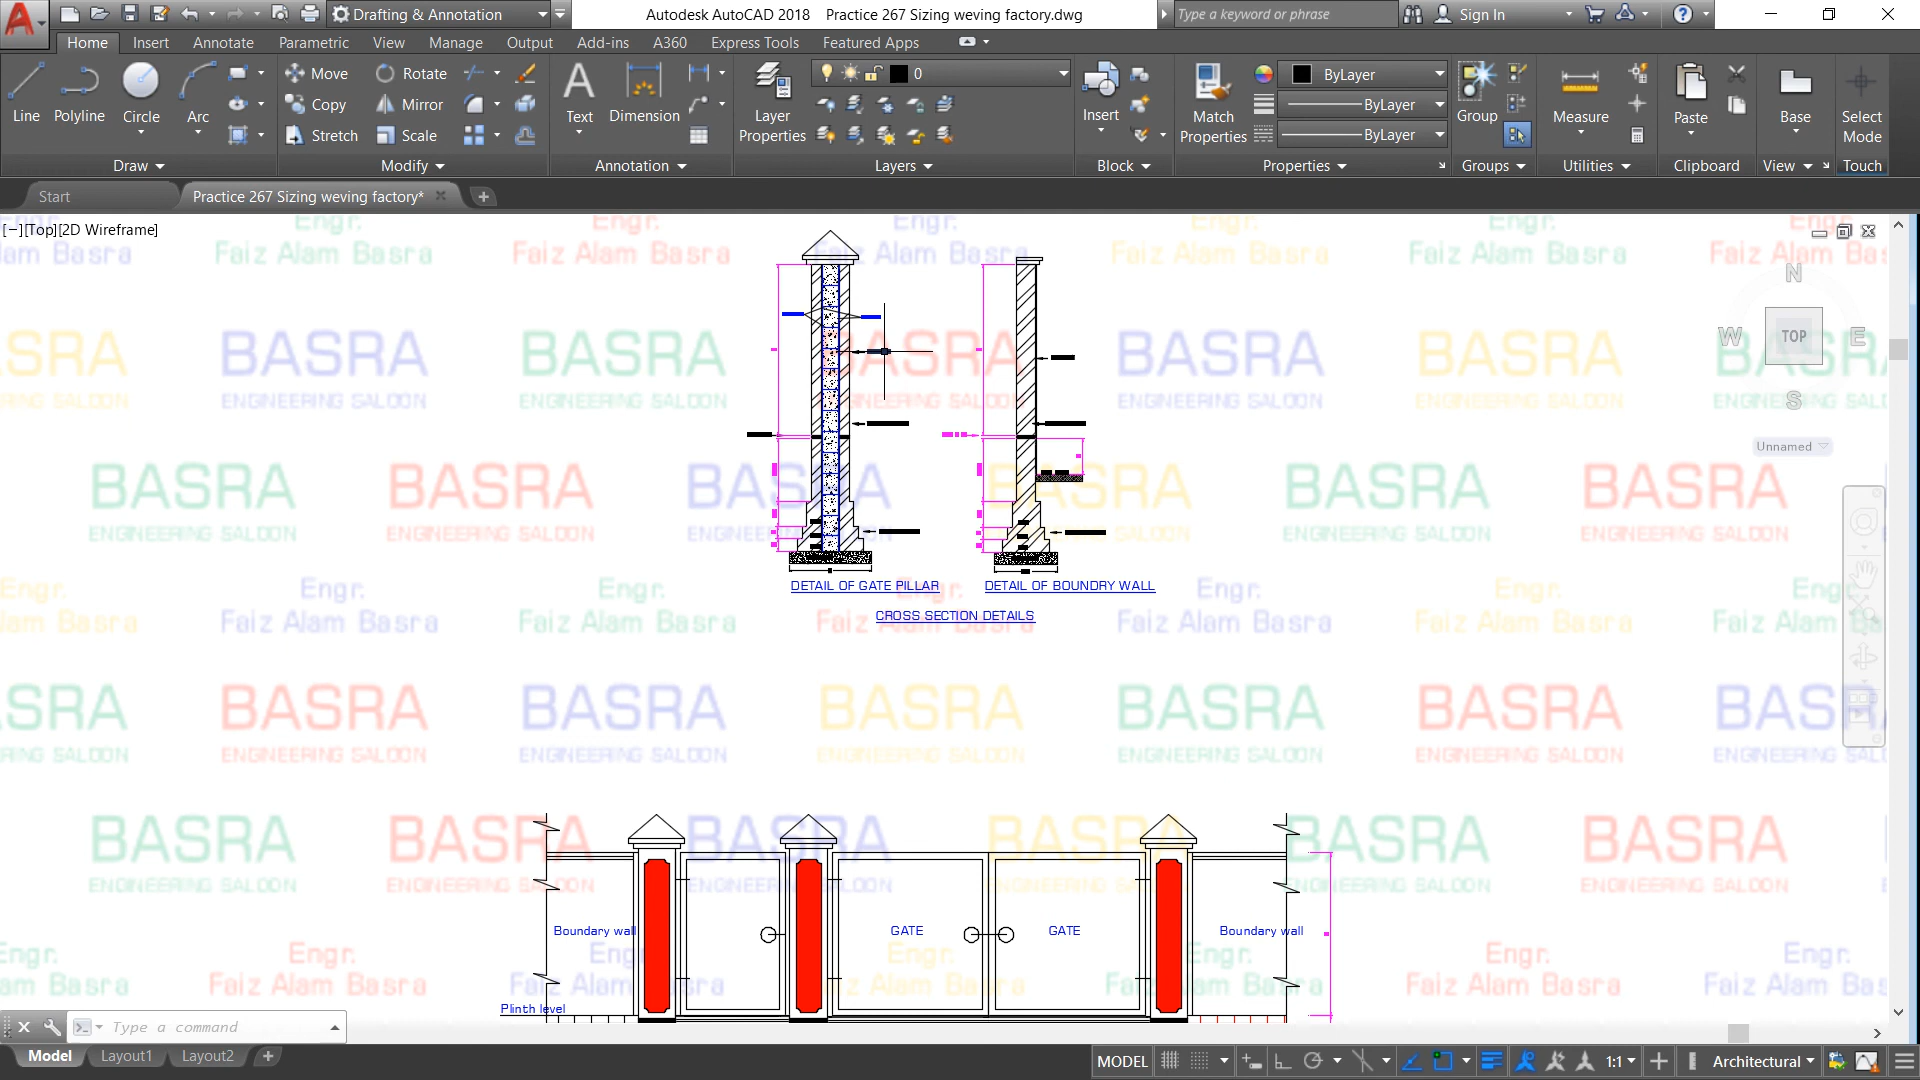 Drafting & Annotation
Autodesk AutoCAD 2018 Practice 267 Sizing weving factory.dwg
Type a keyword or phrase
Sign In
Home Insert Annotate Parametric View Manage Output Add-ins A360 Express Tools Featured Apps
Line Polyline Circle Arc
Move Rotate
Copy Mirror
Stretch Scale
Text Dimension
Layer Properties
0
Insert
Match Properties
ByLayer
ByLayer
ByLayer
Group
Measure
Paste
Base
Select Mode
Draw Modify Annotation Layers Block Properties Groups Utilities Clipboard View Touch
Start Practice 267 Sizing weving factory*
[−][Top][2D Wireframe]
N
W TOP E
S
Unnamed
DETAIL OF GATE PILLAR DETAIL OF BOUNDRY WALL
CROSS SECTION DETAILS
Engr.
Faiz Alam Basra
BASRA
ENGINEERING SALOON
Boundary wall GATE GATE Boundary wall
Plinth level
Type a command
Model Layout1 Layout2
MODEL 1:1 Architectural